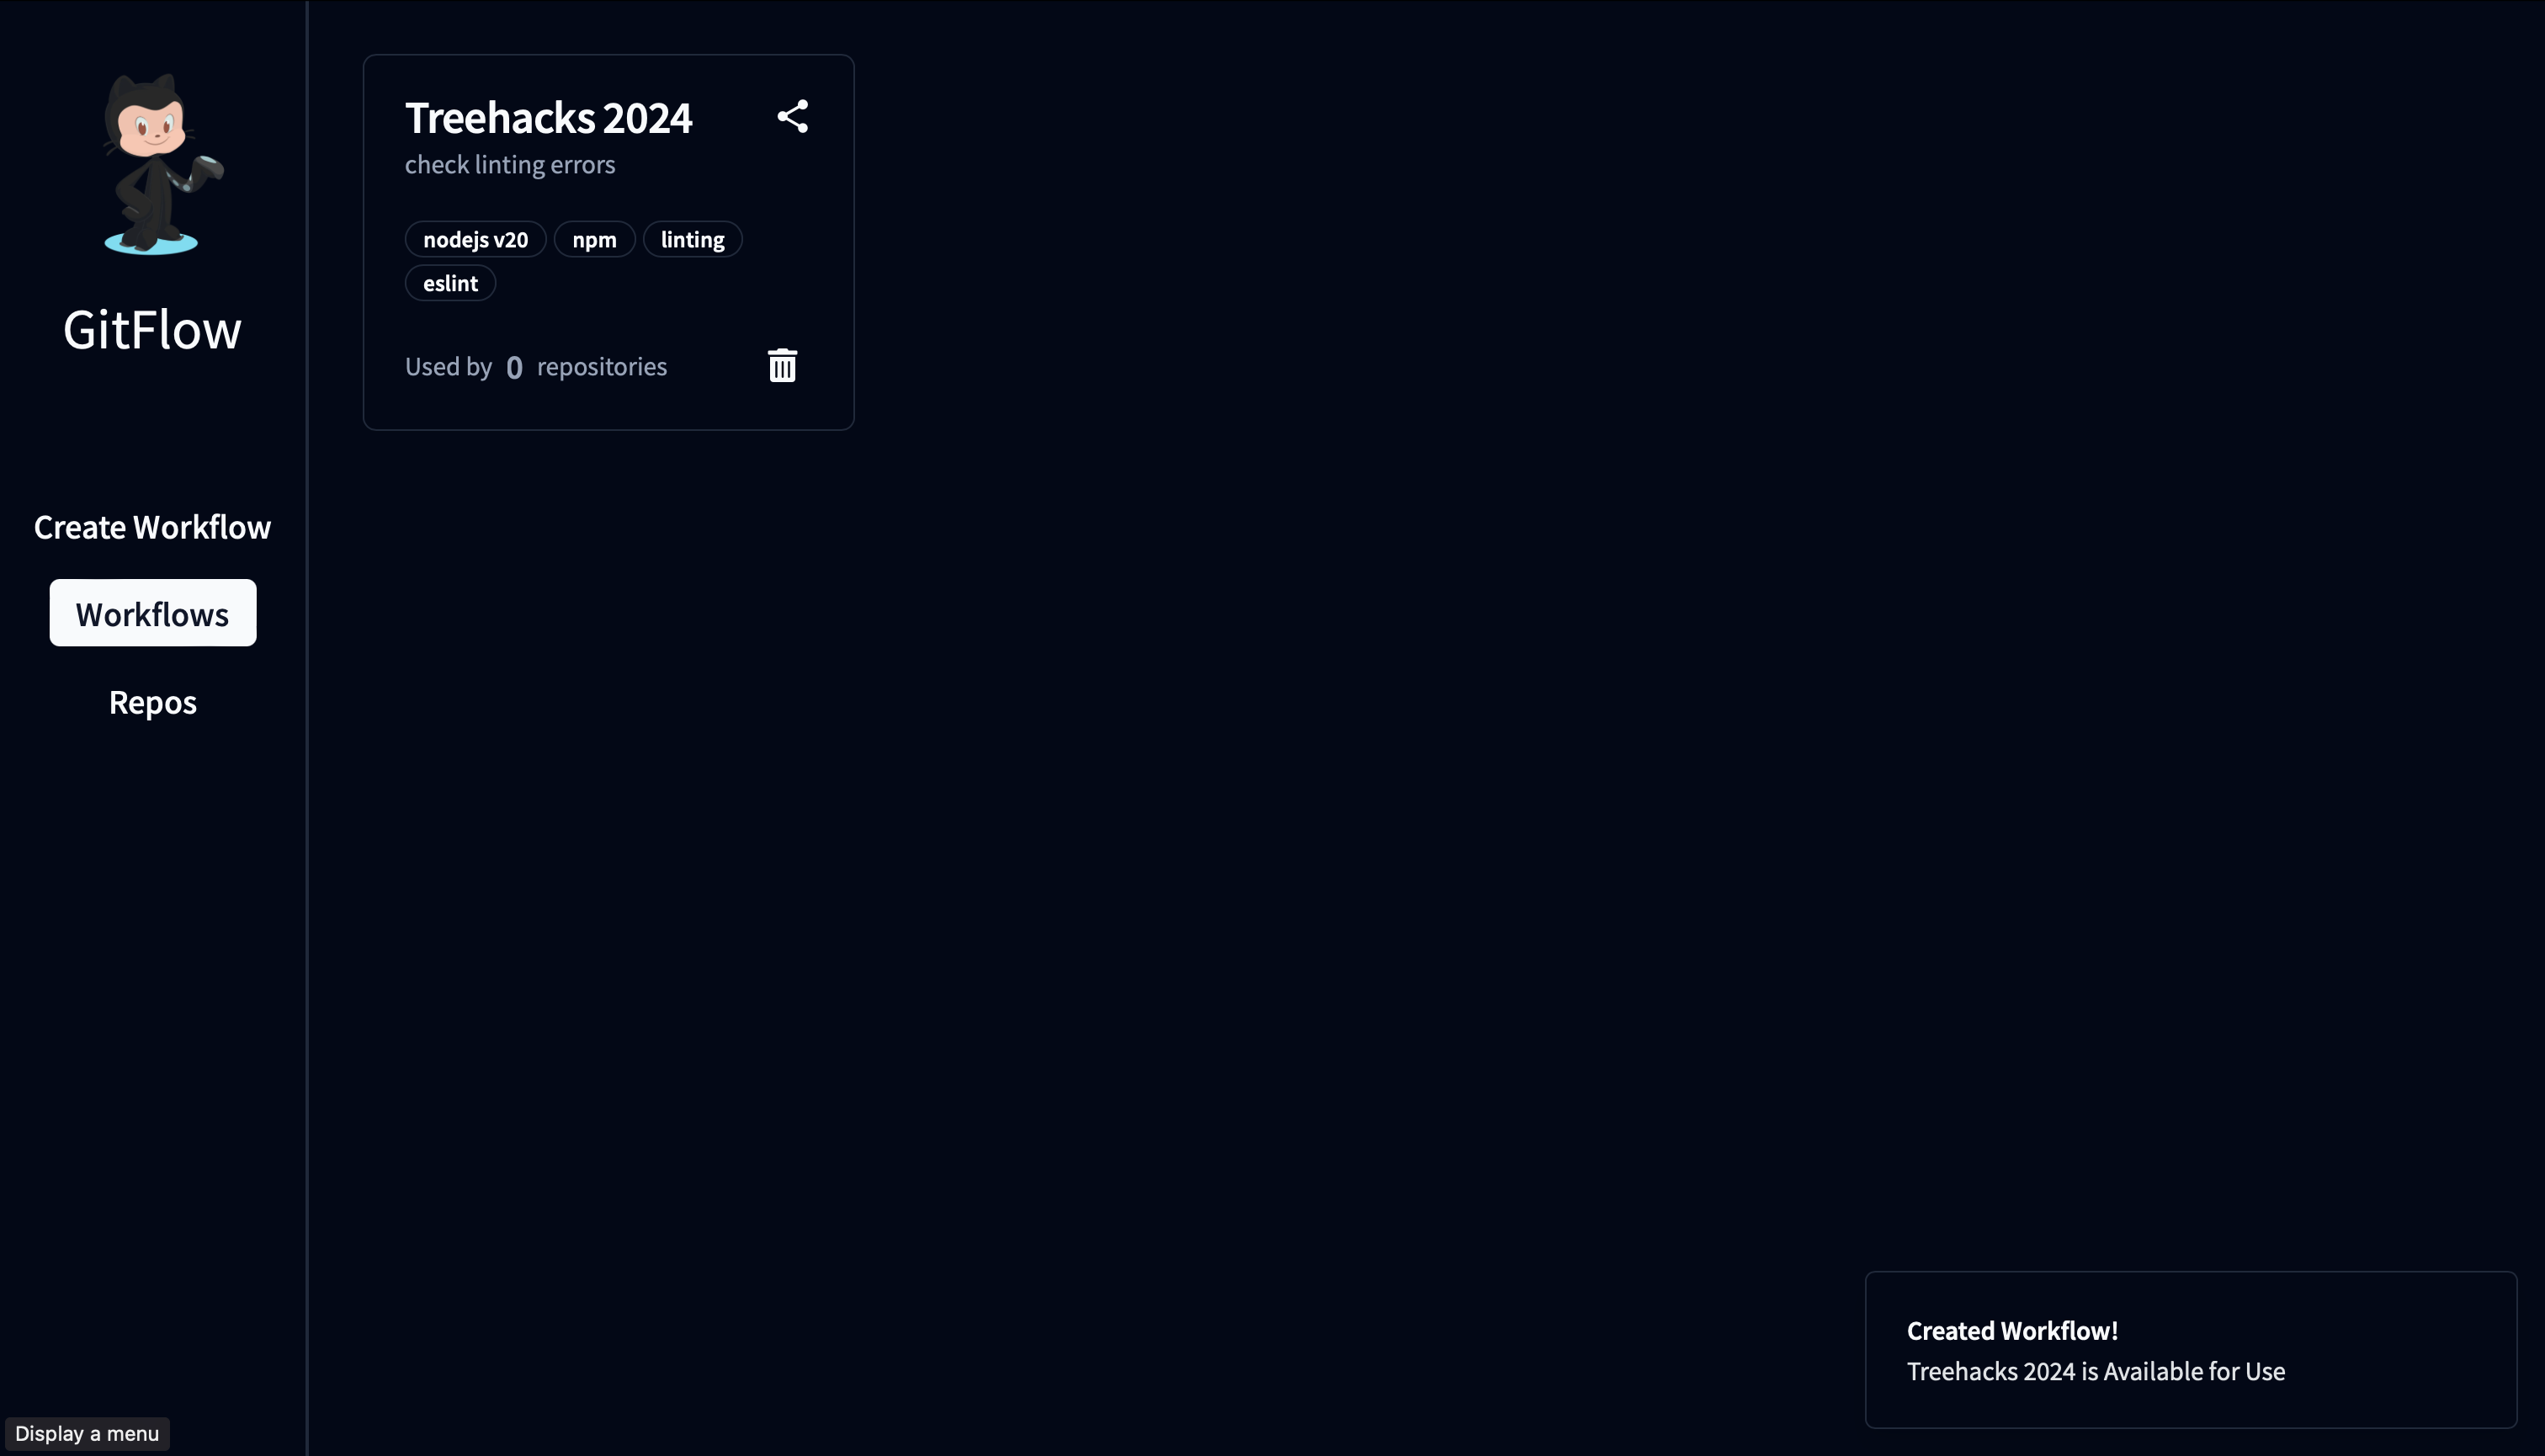 GitFlow
Create Workflow
Workflows
Repos
Treehacks 2024
check linting errors
nodejs v20 npm linting
eslint
Used by 0 repositories
Created Workflow!
Treehacks 2024 is Available for Use
Display a menu